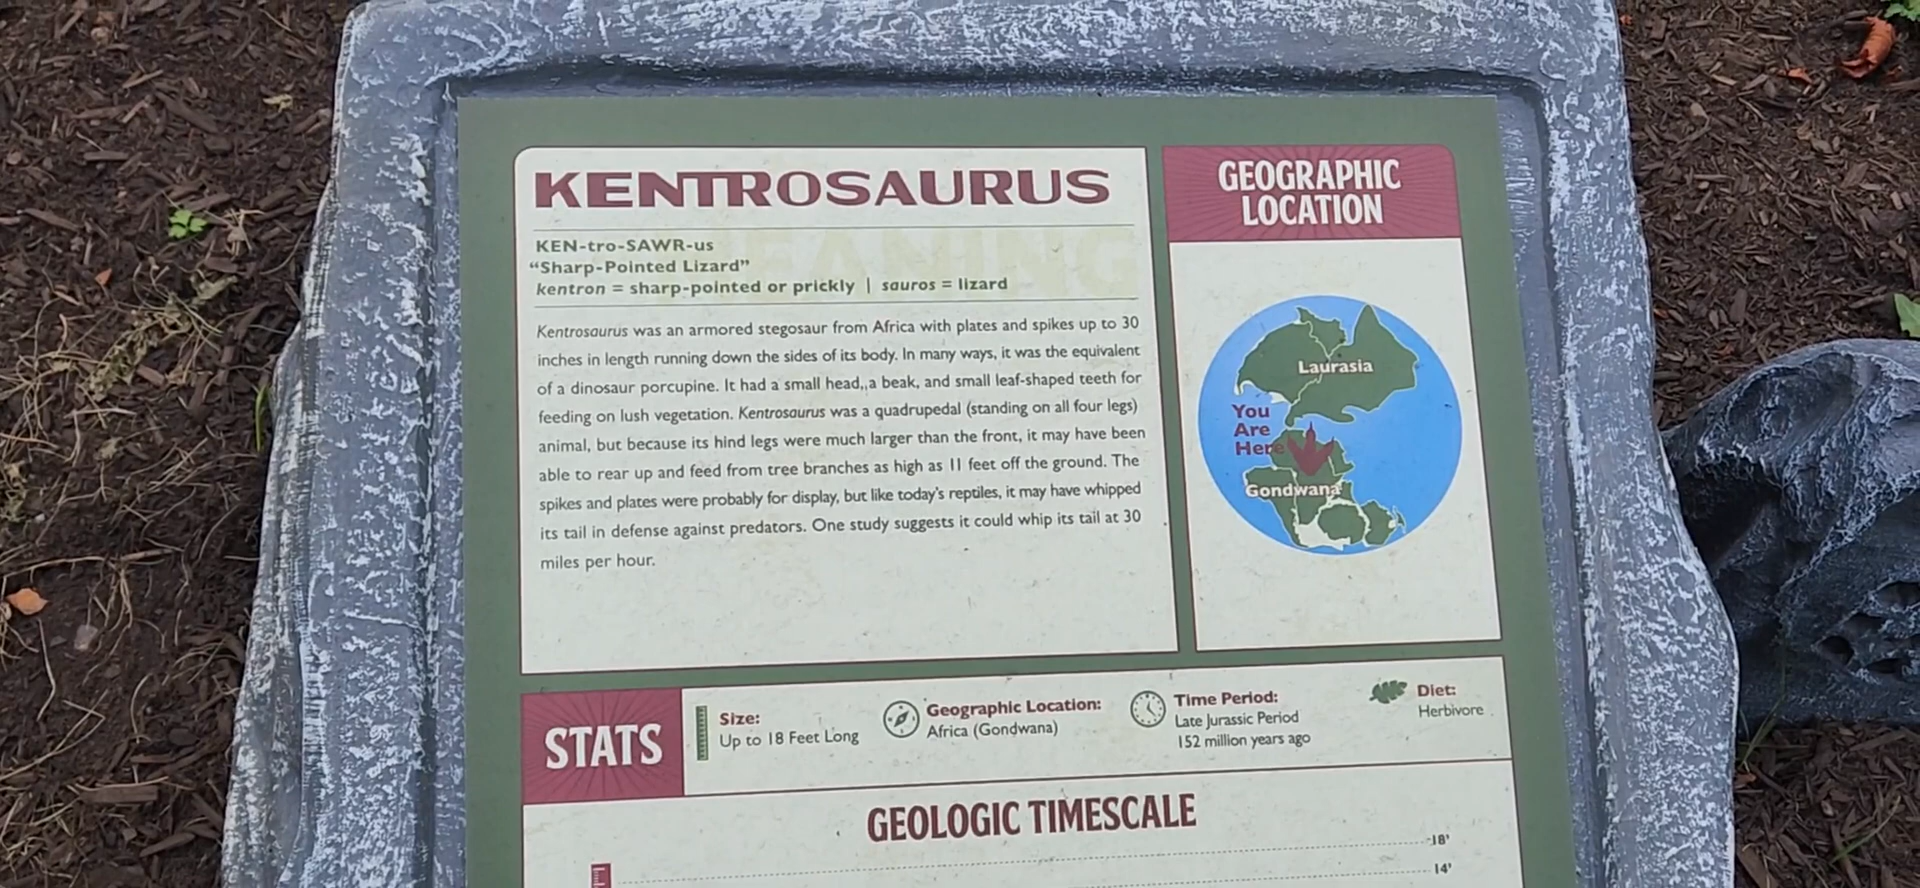 KENTROSAURUS
KEN-tro-SAWR-us
“Sharp-Pointed Lizard”
kentron = sharp-pointed or prickly | sauros = lizard
Kentrosaurus was an armored stegosaur from Africa with plates and spikes up to 30
inches in length running down the sides of its body. In many ways, it was the equivalent
of a dinosaur porcupine. It had a small head, a beak, and small leaf-shaped teeth for
feeding on lush vegetation. Kentrosaurus was a quadrupedal (standing on all four legs)
animal, but because its hind legs were much larger than the front, it may have been
able to rear up and feed from tree branches as high as 11 feet off the ground. The
spikes and plates were probably for display, but like today's reptiles, it may have whipped
its tail in defense against predators. One study suggests it could whip its tail at 30
miles per hour.
GEOGRAPHIC
LOCATION
Laurasia
You
Are
Here
Gondwana
STATS
Size:
Up to 18 Feet Long
Geographic Location:
Africa (Gondwana)
Time Period:
Late Jurassic Period
152 million years ago
Diet:
Herbivore
GEOLOGIC TIMESCALE
18'
14'